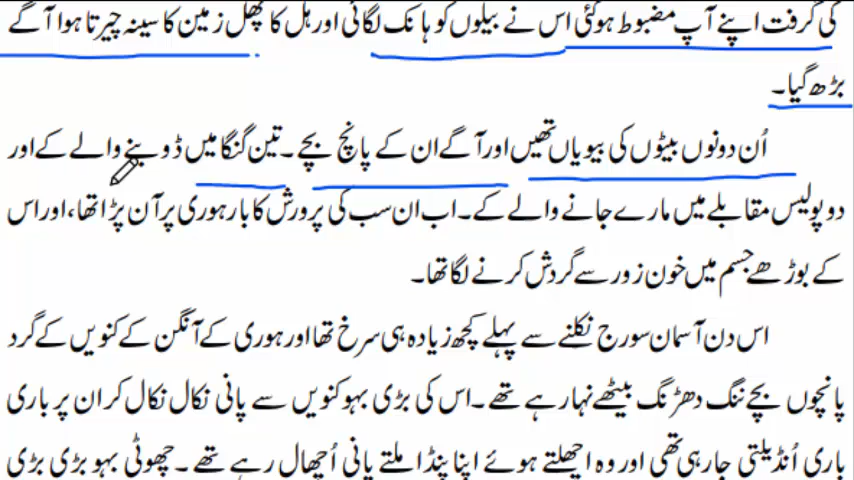 کی گرفت اپنے آپ مضبوط ہوگئی اس نے بیلوں کو ہانک لگائی اور ہل کا پھل زمین کا سینہ چیرتا ہوا آگے
بڑھ گیا۔
اُن دونوں بیٹوں کی بیویاں تھیں اور آگے ان کے پانچ بچے۔ تین گنگا میں ڈوبنے والے کے اور
دو پولیس مقابلے میں مارے جانے والے کے۔ اب ان سب کی پرورش کا بار ہوری پر آن پڑا تھا، اور اس
کے بوڑھے جسم میں خون زور سے گردش کرنے لگا تھا۔
اس دن آسمان سورج نکلنے سے پہلے کچھ زیادہ ہی سرخ تھا اور ہوری کے آنگن کے کنویں کے گرد
پانچوں بچے ننگ دھڑنگ بیٹھے نہا رہے تھے۔ اس کی بڑی بہو کنویں سے پانی نکال نکال کر ان پر باری
باری اُنڈیلتی جا رہی تھی اور وہ اچھلتے ہوئے اپنا پنڈا ملتے پانی اُچھال رہے تھے۔ چھوٹی بہو بڑی بڑی